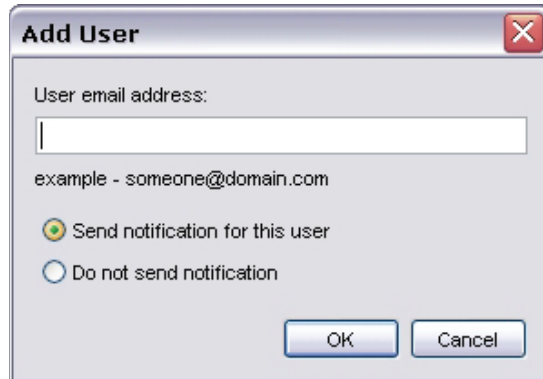 Add User
User email address:
example - someone@domain.com
Send notification for this user
Do not send notification
OK Cancel